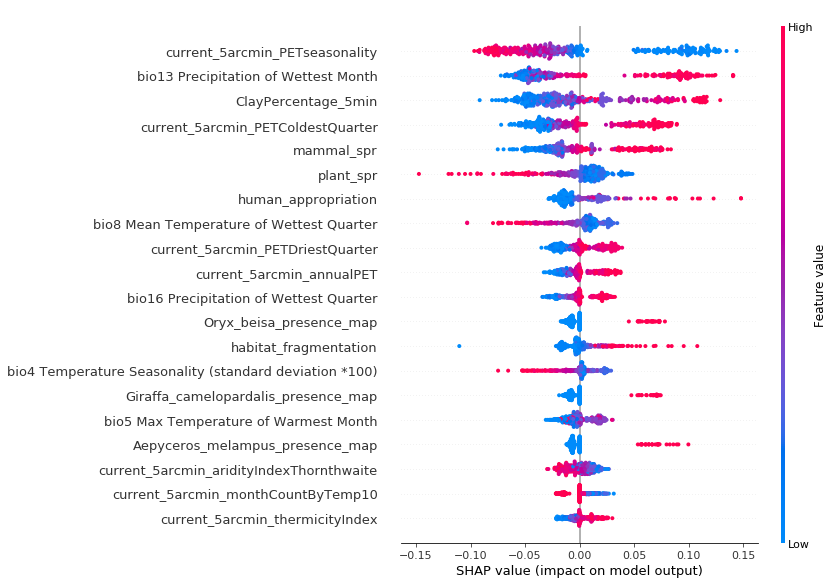 High
current_5arcmin_PETseasonality
bio13 Precipitation of Wettest Month
ClayPercentage_5min
current_5arcmin_PETColdestQuarter
mammal_spr
plant_spr
human_appropriation
bio8 Mean Temperature of Wettest Quarter
current_5arcmin_PETDriestQuarter
current_5arcmin_annualPET
bio16 Precipitation of Wettest Quarter
Oryx_beisa_presence_map
habitat_fragmentation
bio4 Temperature Seasonality (standard deviation *100)
Giraffa_camelopardalis_presence_map
bio5 Max Temperature of Warmest Month
Aepyceros_melampus_presence_map
current_5arcmin_aridityIndexThornthwaite
current_5arcmin_monthCountByTemp10
current_5arcmin_thermicityIndex
Feature value
Low
−0.15 −0.10 −0.05 0.00 0.05 0.10 0.15
SHAP value (impact on model output)